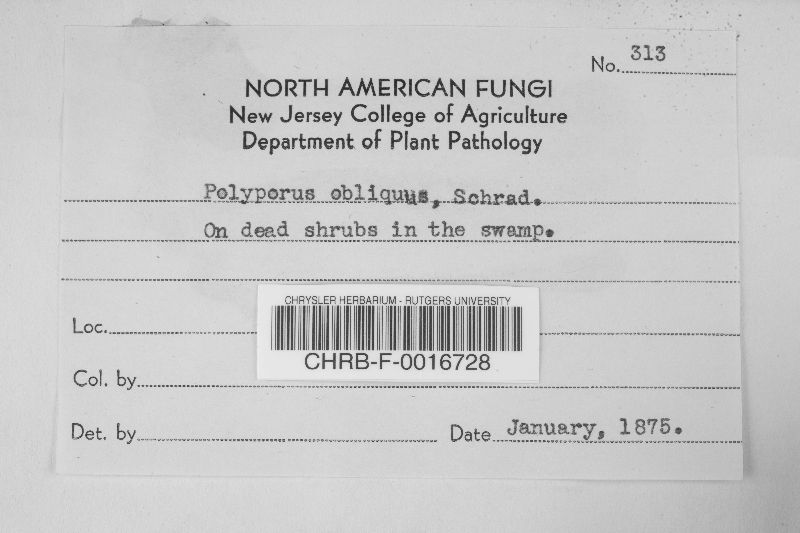 No. 313
NORTH AMERICAN FUNGI
New Jersey College of Agriculture
Department of Plant Pathology
Polyporus obliquus, Schrad.
On dead shrubs in the swamp.
CHRYSLER HERBARIUM - RUTGERS UNIVERSITY
CHRB-F-0016728
Loc.
Col. by
Det. by
Date January, 1875.